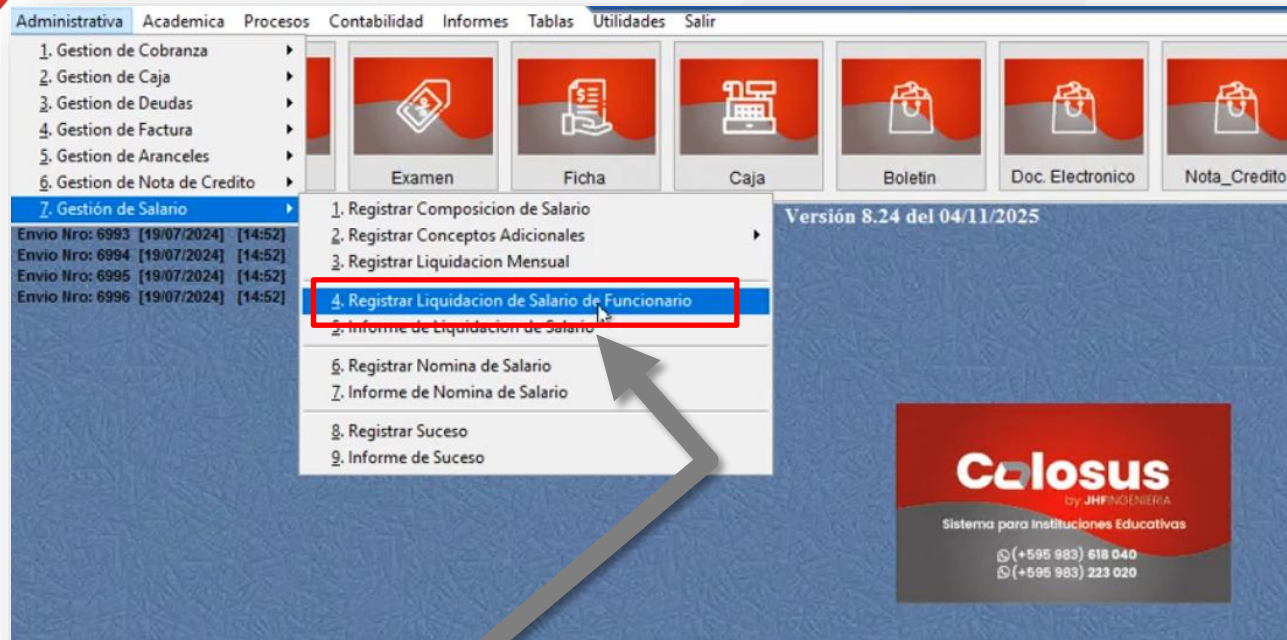 Administrativa Academica Procesos Contabilidad Informes Tablas Utilidades Salir
1. Gestion de Cobranza
2. Gestion de Caja
3. Gestion de Deudas
4. Gestion de Factura
5. Gestion de Aranceles
6. Gestion de Nota de Credito
7. Gestión de Salario
Examen Ficha Caja Boletin Doc. Electronico Nota_Credito
1. Registrar Composicion de Salario
2. Registrar Conceptos Adicionales
3. Registrar Liquidacion Mensual
4. Registrar Liquidacion de Salario de Funcionario
5. Informe de Liquidacion de Salario
6. Registrar Nomina de Salario
7. Informe de Nomina de Salario
8. Registrar Suceso
9. Informe de Suceso
Versión 8.24 del 04/11/2025
Envio Nro: 6993 [19/07/2024] [14:52]
Envio Nro: 6994 [19/07/2024] [14:52]
Envio Nro: 6995 [19/07/2024] [14:52]
Envio Nro: 6996 [19/07/2024] [14:52]
Colosus
by JHFINGENIERIA
Sistema para Instituciones Educativas
(+595 983) 618 040
(+595 983) 223 020